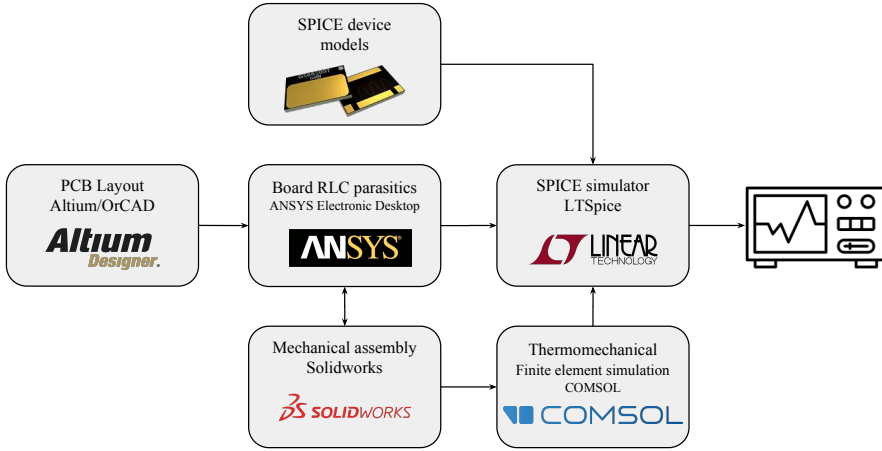 SPICE device
models
PCB Layout
Altium/OrCAD
Altium
Designer.
Board RLC parasitics
ANSYS Electronic Desktop
ANSYS®
SPICE simulator
LTSpice
LINEAR
TECHNOLOGY
Mechanical assembly
Solidworks
SOLIDWORKS
Thermomechanical
Finite element simulation
COMSOL
COMSOL